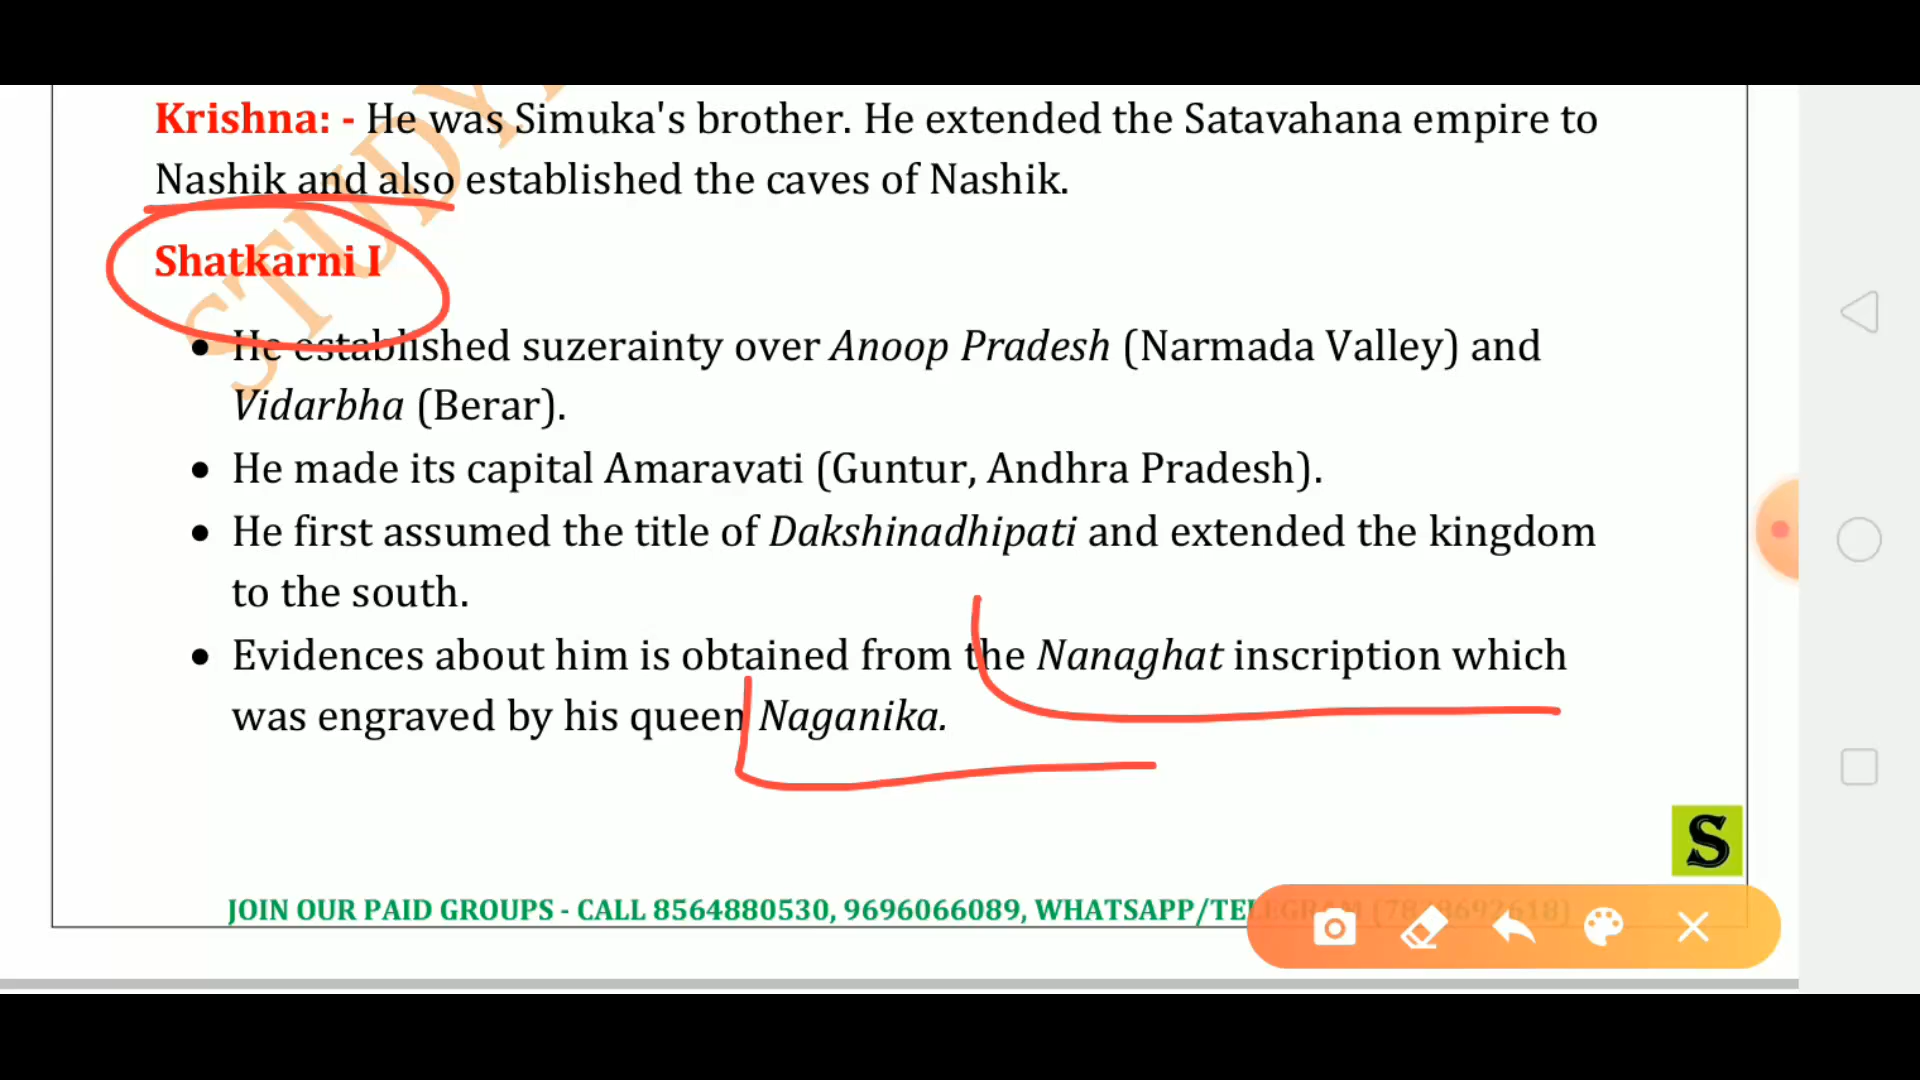 Krishna: - He was Simuka's brother. He extended the Satavahana empire to
Nashik and also established the caves of Nashik.
Shatkarni I
• He established suzerainty over Anoop Pradesh (Narmada Valley) and
Vidarbha (Berar).
• He made its capital Amaravati (Guntur, Andhra Pradesh).
• He first assumed the title of Dakshinadhipati and extended the kingdom
to the south.
• Evidences about him is obtained from the Nanaghat inscription which
was engraved by his queen Naganika.
STUDY
S
JOIN OUR PAID GROUPS - CALL 8564880530, 9696066089, WHATSAPP/TELEGRAM